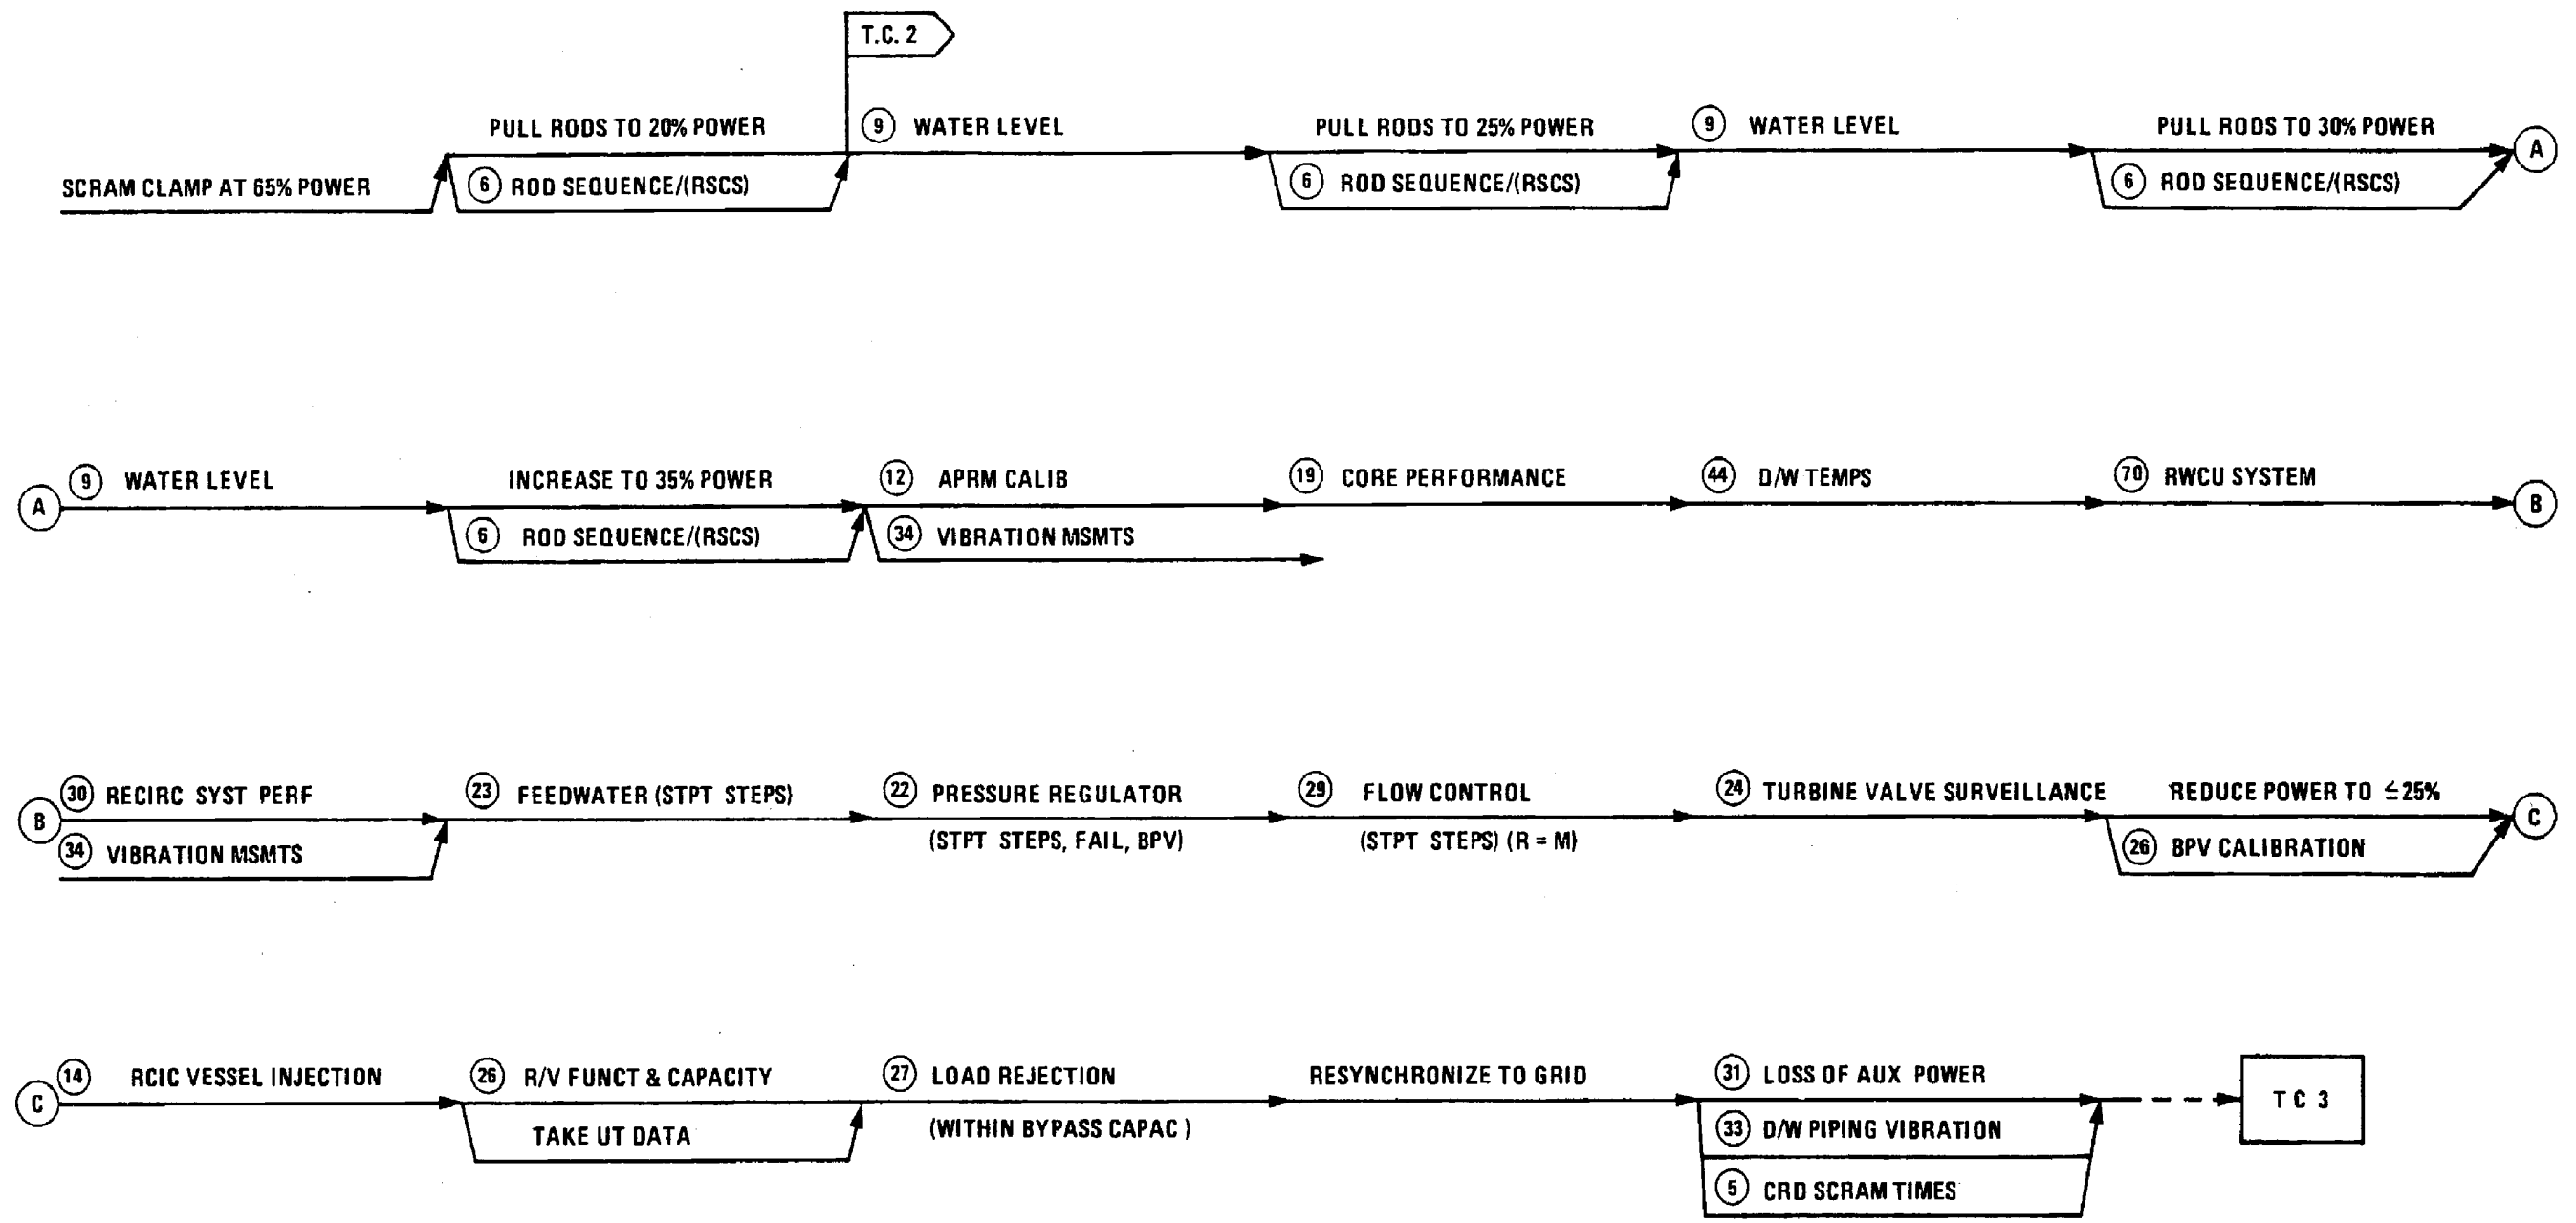 T.C. 2
PULL RODS TO 20% POWER
9 WATER LEVEL
PULL RODS TO 25% POWER
9 WATER LEVEL
PULL RODS TO 30% POWER
SCRAM CLAMP AT 65% POWER
6 ROD SEQUENCE/(RSCS)
6 ROD SEQUENCE/(RSCS)
6 ROD SEQUENCE/(RSCS)
A
A
9 WATER LEVEL
INCREASE TO 35% POWER
12 APRM CALIB
19 CORE PERFORMANCE
44 D/W TEMPS
70 RWCU SYSTEM
B
6 ROD SEQUENCE/(RSCS)
34 VIBRATION MSMTS
B
30 RECIRC SYST PERF
23 FEEDWATER (STPT STEPS)
22 PRESSURE REGULATOR
29 FLOW CONTROL
24 TURBINE VALVE SURVEILLANCE
REDUCE POWER TO ≤25%
C
34 VIBRATION MSMTS
(STPT STEPS, FAIL, BPV)
(STPT STEPS) (R = M)
26 BPV CALIBRATION
C
14 RCIC VESSEL INJECTION
26 R/V FUNCT & CAPACITY
27 LOAD REJECTION
RESYNCHRONIZE TO GRID
31 LOSS OF AUX POWER
TC 3
TAKE UT DATA
(WITHIN BYPASS CAPAC )
33 D/W PIPING VIBRATION
5 CRD SCRAM TIMES